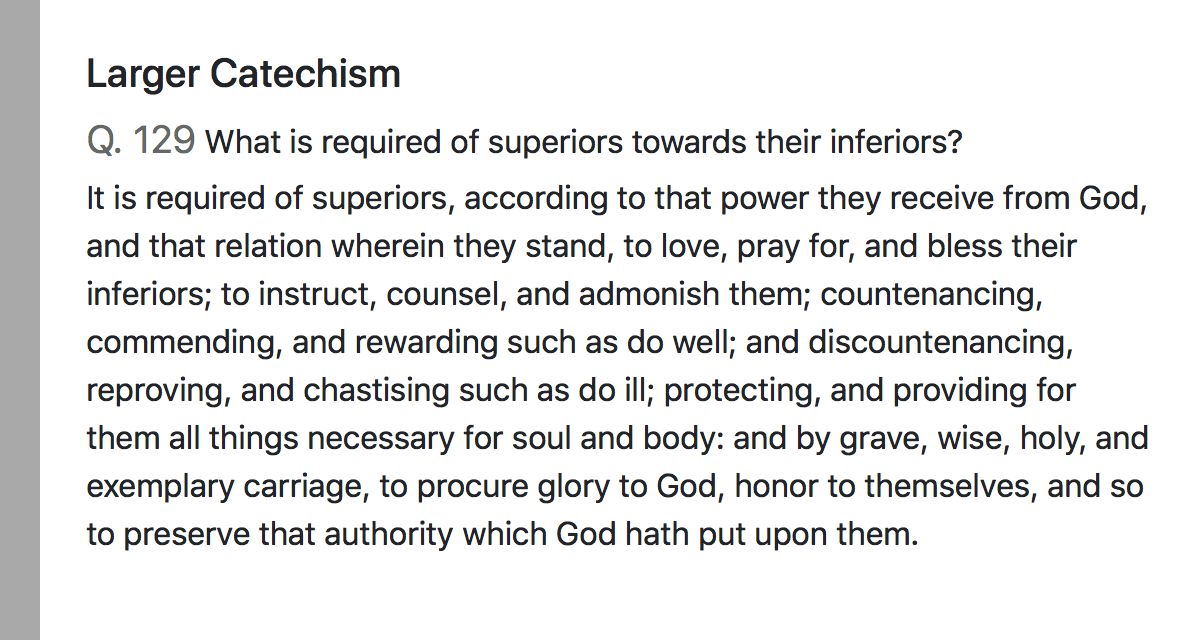 Larger Catechism
Q. 129 What is required of superiors towards their inferiors?
It is required of superiors, according to that power they receive from God,
and that relation wherein they stand, to love, pray for, and bless their
inferiors; to instruct, counsel, and admonish them; countenancing,
commending, and rewarding such as do well; and discountenancing,
reproving, and chastising such as do ill; protecting, and providing for
them all things necessary for soul and body: and by grave, wise, holy, and
exemplary carriage, to procure glory to God, honor to themselves, and so
to preserve that authority which God hath put upon them.